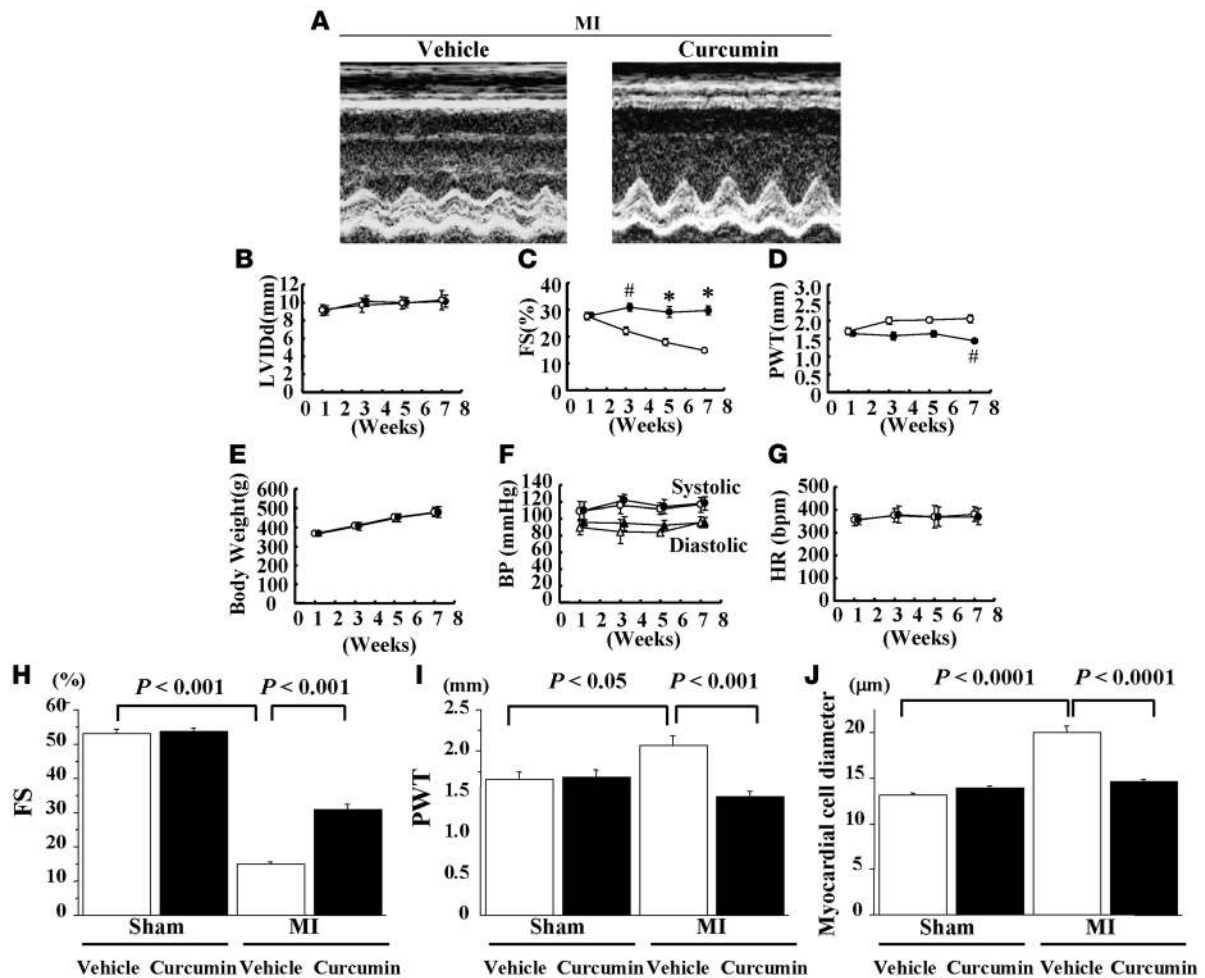 A
MI
Vehicle
Curcumin
B
C
D
LVIDd(mm)
12
10
8
6
4
2
0
0 1 2 3 4 5 6 7 8
(Weeks)
FS(%)
40
30
20
10
0
# * *
0 1 2 3 4 5 6 7 8
(Weeks)
PWT(mm)
3.0
2.5
2.0
1.5
1.0
0.5
0
#
0 1 2 3 4 5 6 7 8
(Weeks)
E
F
G
Body Weight(g)
600
500
400
300
200
100
0
0 1 2 3 4 5 6 7 8
(Weeks)
BP (mmHg)
140
120
100
80
60
40
20
0
Systolic
Diastolic
0 1 2 3 4 5 6 7 8
(Weeks)
HR (bpm)
500
400
300
200
100
0
0 1 2 3 4 5 6 7 8
(Weeks)
H
(%)
P < 0.001
P < 0.001
FS
60
50
40
30
20
10
0
Sham
MI
Vehicle Curcumin Vehicle Curcumin
I
(mm)
P < 0.05
P < 0.001
PWT
2.5
2.0
1.5
1.0
0.5
0
Sham
MI
Vehicle Curcumin Vehicle Curcumin
J
(μm)
P < 0.0001
P < 0.0001
Myocardial cell diameter
20
15
10
5
0
Sham
MI
Vehicle Curcumin Vehicle Curcumin